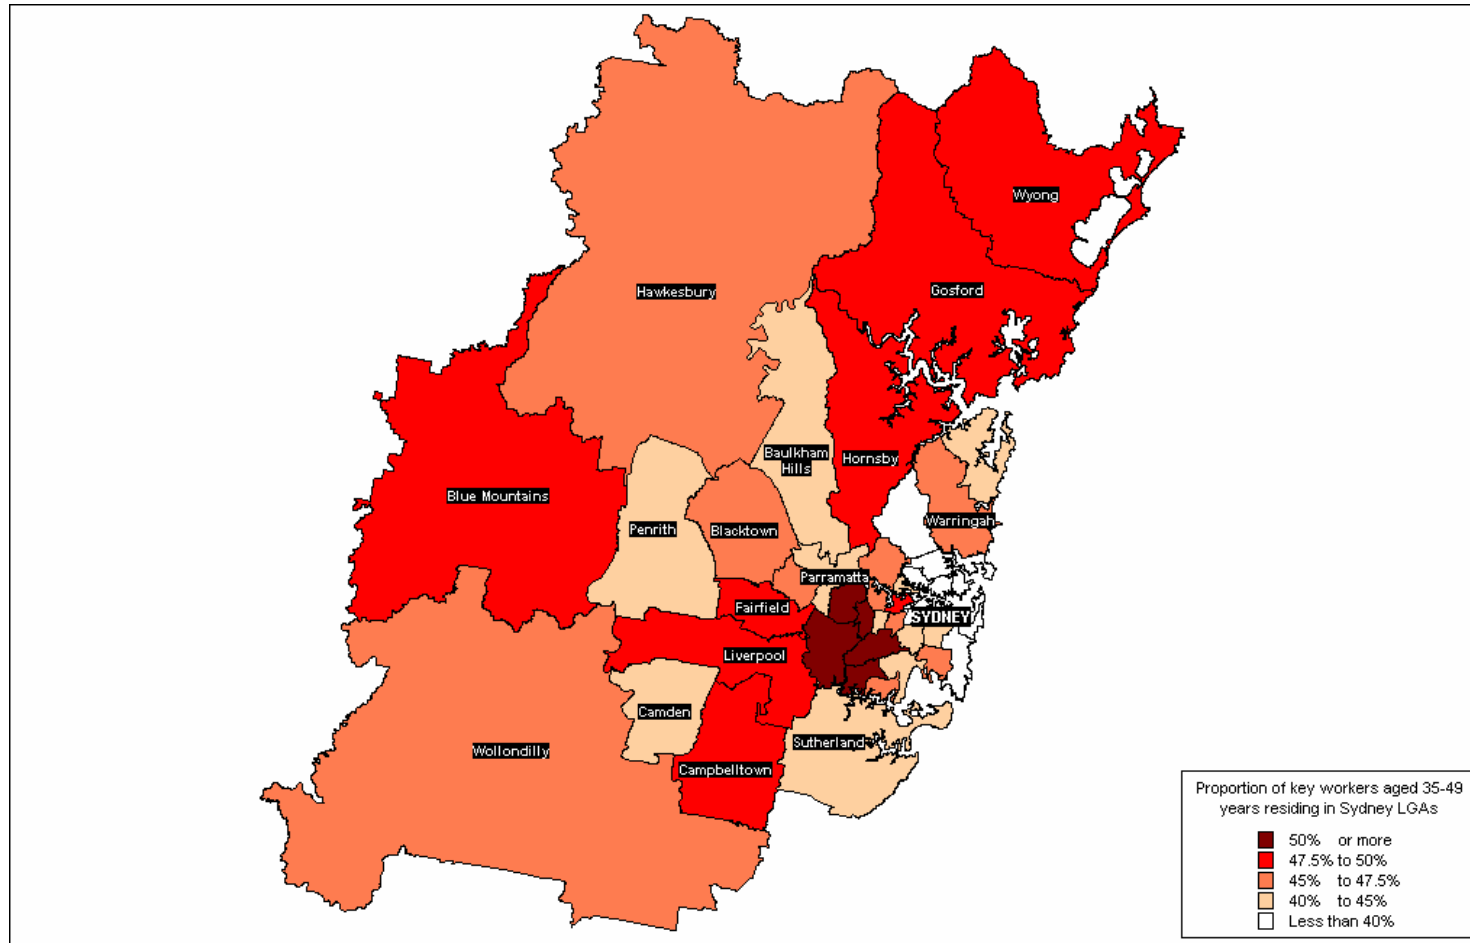 Wyong
Gosford
Hawkesbury
Baulkham
Hills
Hornsby
Blue Mountains
Penrith
Blacktown
Warringah
Parramatta
Fairfield
SYDNEY
Liverpool
Camden
Sutherland
Wollondilly
Campbelltown
Proportion of key workers aged 35-49
years residing in Sydney LGAs
50% or more
47.5% to 50%
45% to 47.5%
40% to 45%
Less than 40%